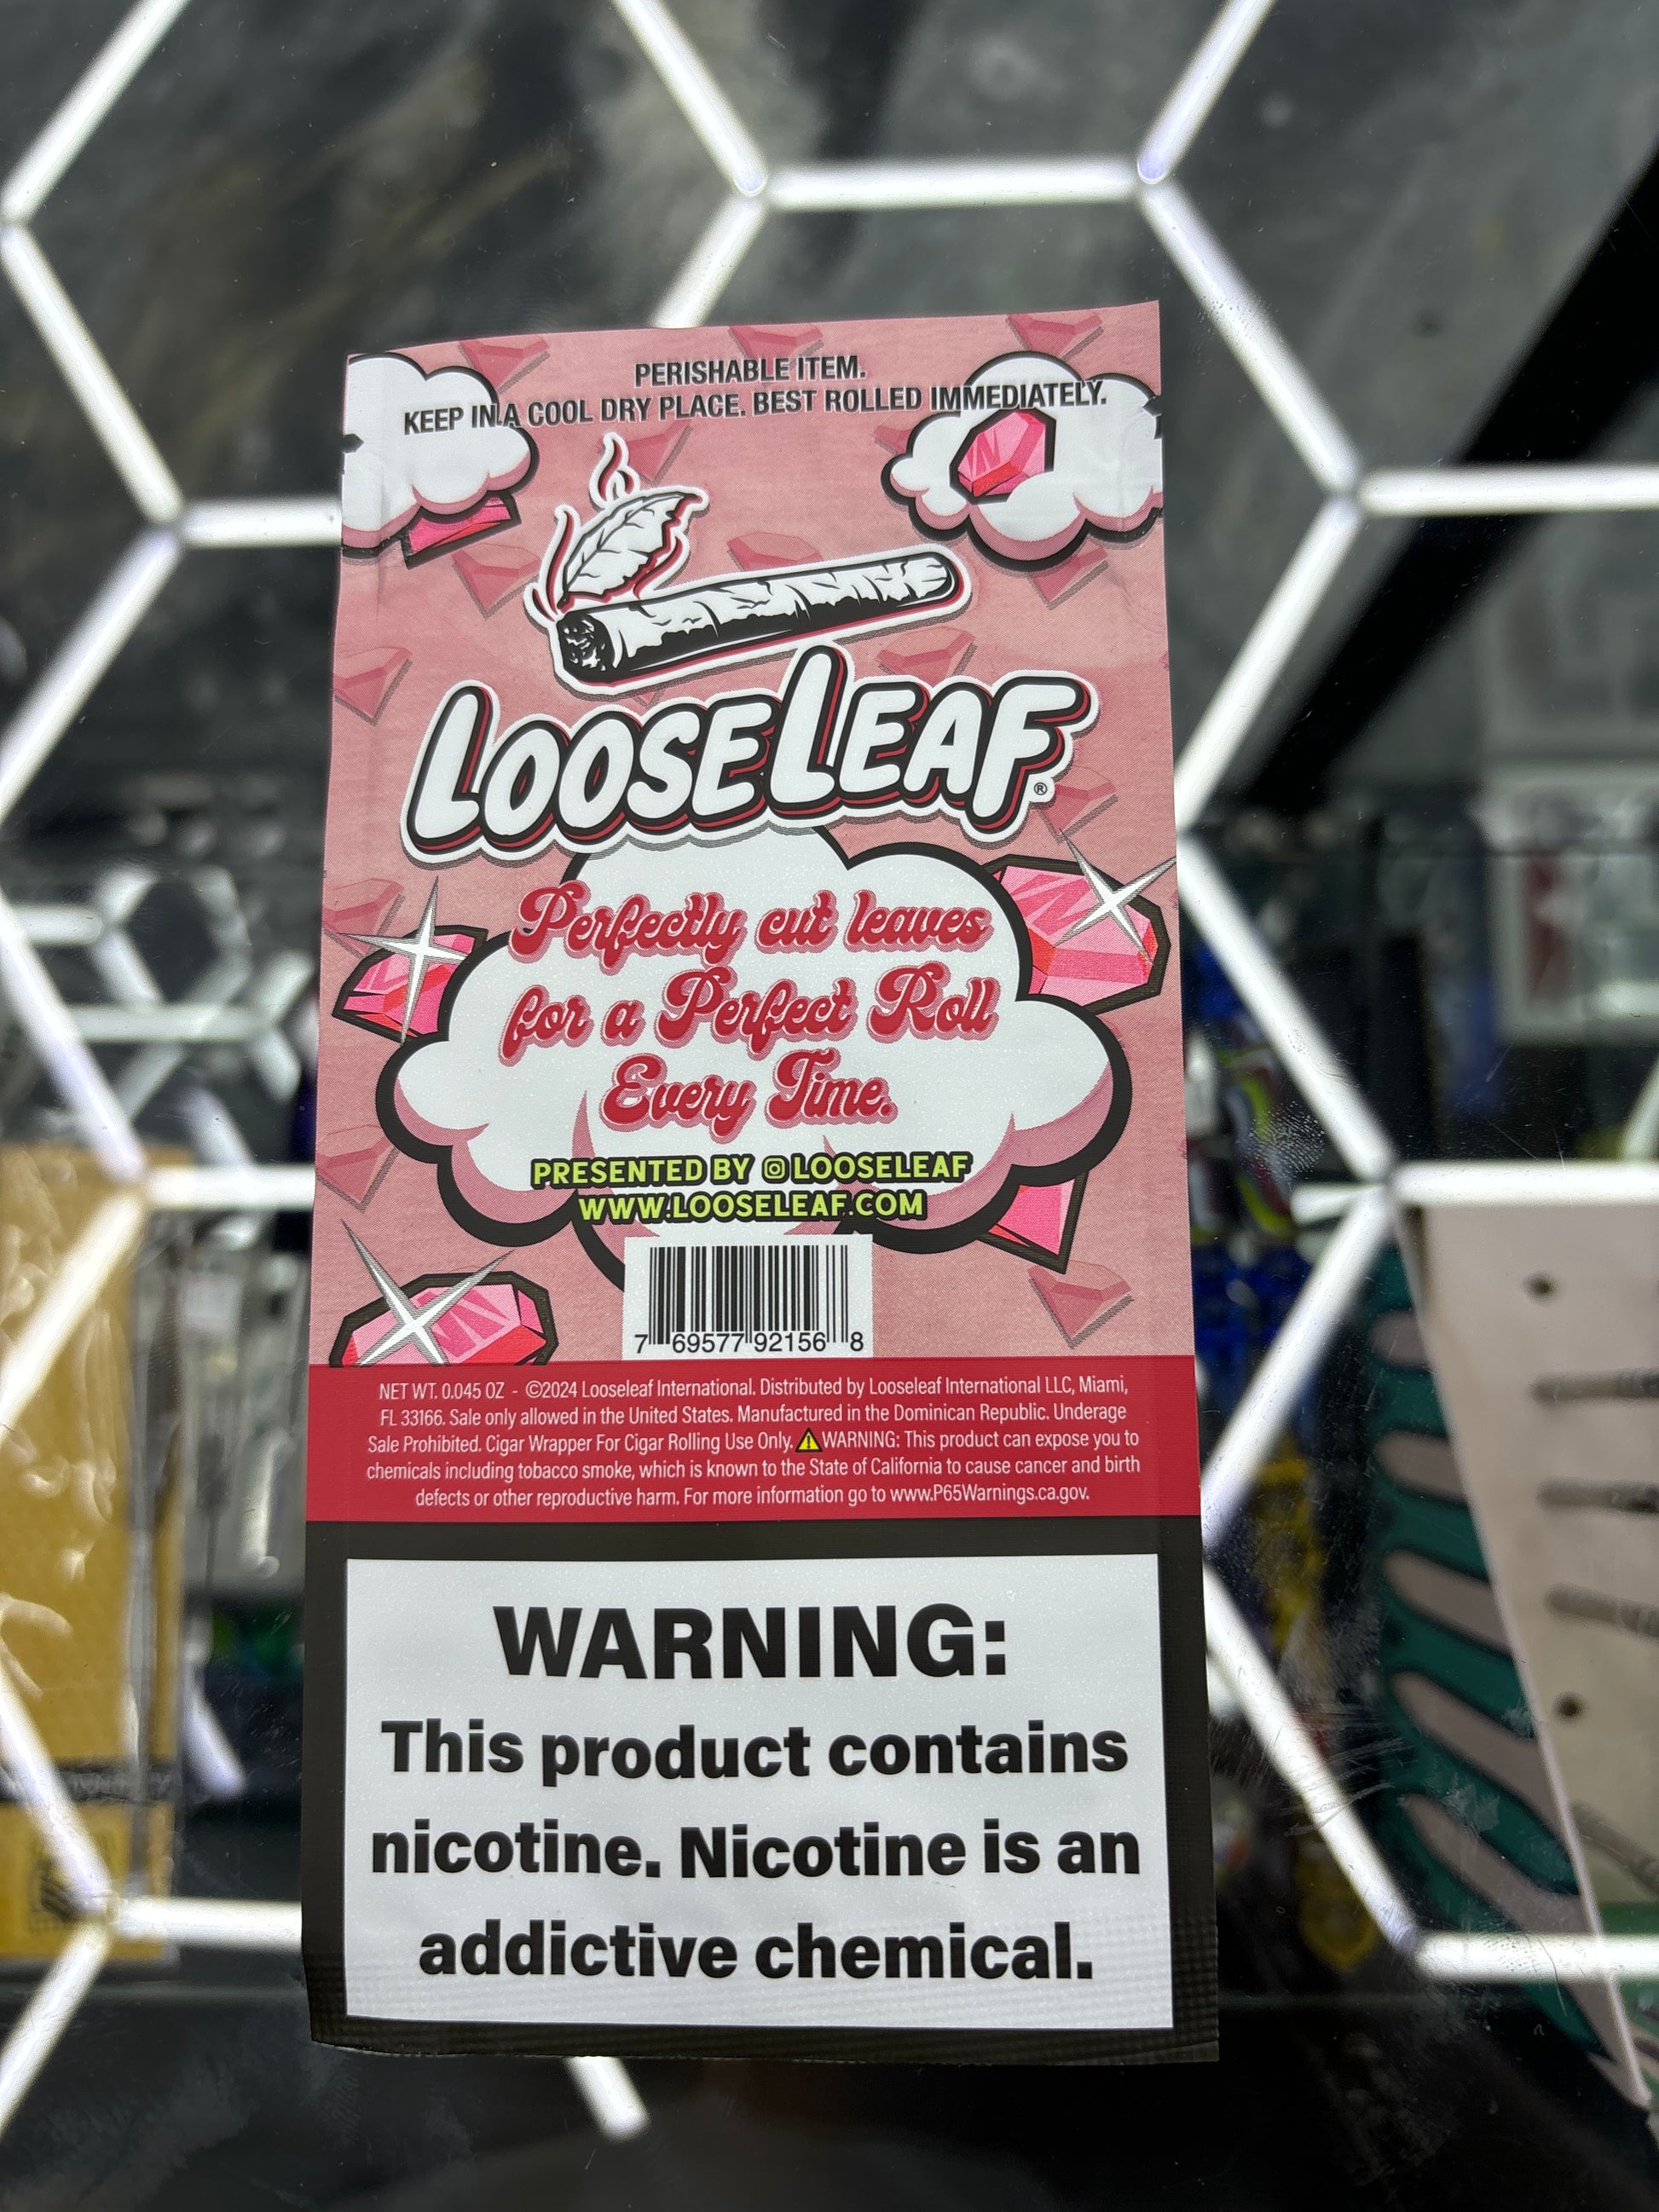 PERISHABLE ITEM.
KEEP IN A COOL DRY PLACE. BEST ROLLED IMMEDIATELY.
LOOSELEAF®
Perfectly cut leaves
for a Perfect Roll
Every Time.
PRESENTED BY LOOSELEAF
WWW.LOOSELEAF.COM
7 69577 92156 8
NET WT. 0.045 OZ - ©2024 Looseleaf International. Distributed by Looseleaf International LLC, Miami,
FL 33166. Sale only allowed in the United States. Manufactured in the Dominican Republic. Underage
Sale Prohibited. Cigar Wrapper For Cigar Rolling Use Only. ⚠WARNING: This product can expose you to
chemicals including tobacco smoke, which is known to the State of California to cause cancer and birth
defects or other reproductive harm. For more information go to www.P65Warnings.ca.gov.
WARNING:
This product contains
nicotine. Nicotine is an
addictive chemical.